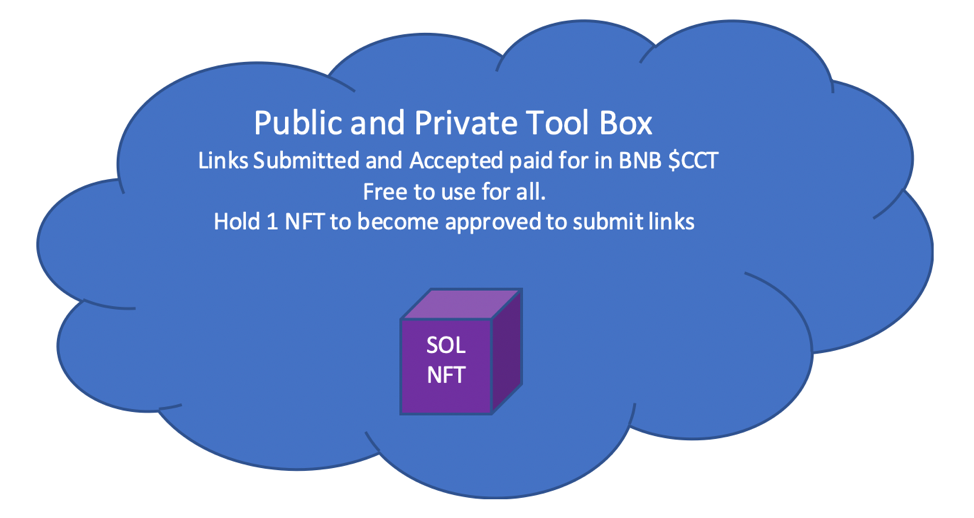 Public and Private Tool Box
Links Submitted and Accepted paid for in BNB $CCT
Free to use for all.
Hold 1 NFT to become approved to submit links
SOL
NFT